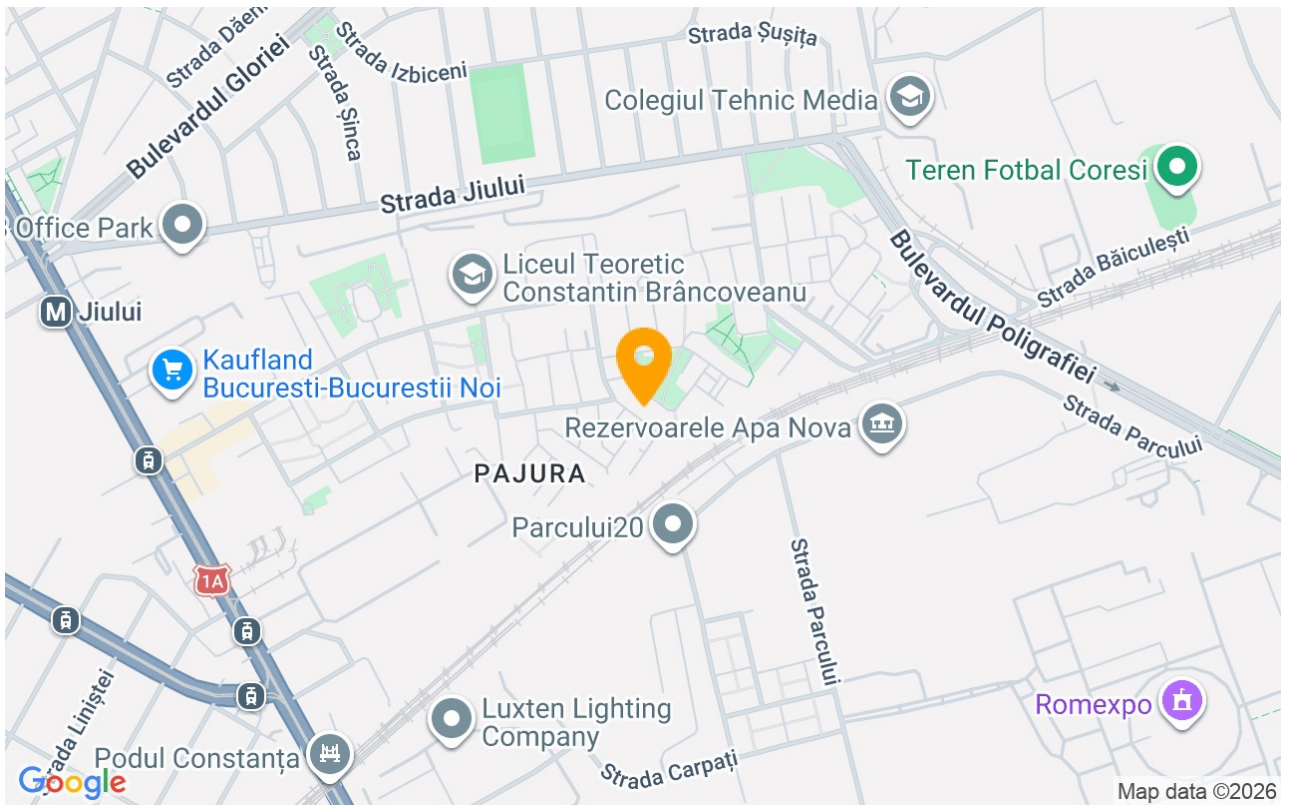 Strada Șușița
Strada Izbiceni
Bulevardul Gloriei
Strada Șinca
Colegiul Tehnic Media
Teren Fotbal Coresi
Strada Jiului
Office Park
Strada Băiculești
Liceul Teoretic
Constantin Brâncoveanu
Bulevardul Poligrafiei
M Jiului
Kaufland
Bucuresti-Bucurestii Noi
Rezervoarele Apa Nova
Strada Parcului
PAJURA
Parcului20
1A
Strada Parcului
Strada Liniștei
Romexpo
Luxten Lighting
Company
Podul Constanța
Strada Carpați
Google
Map data ©2026